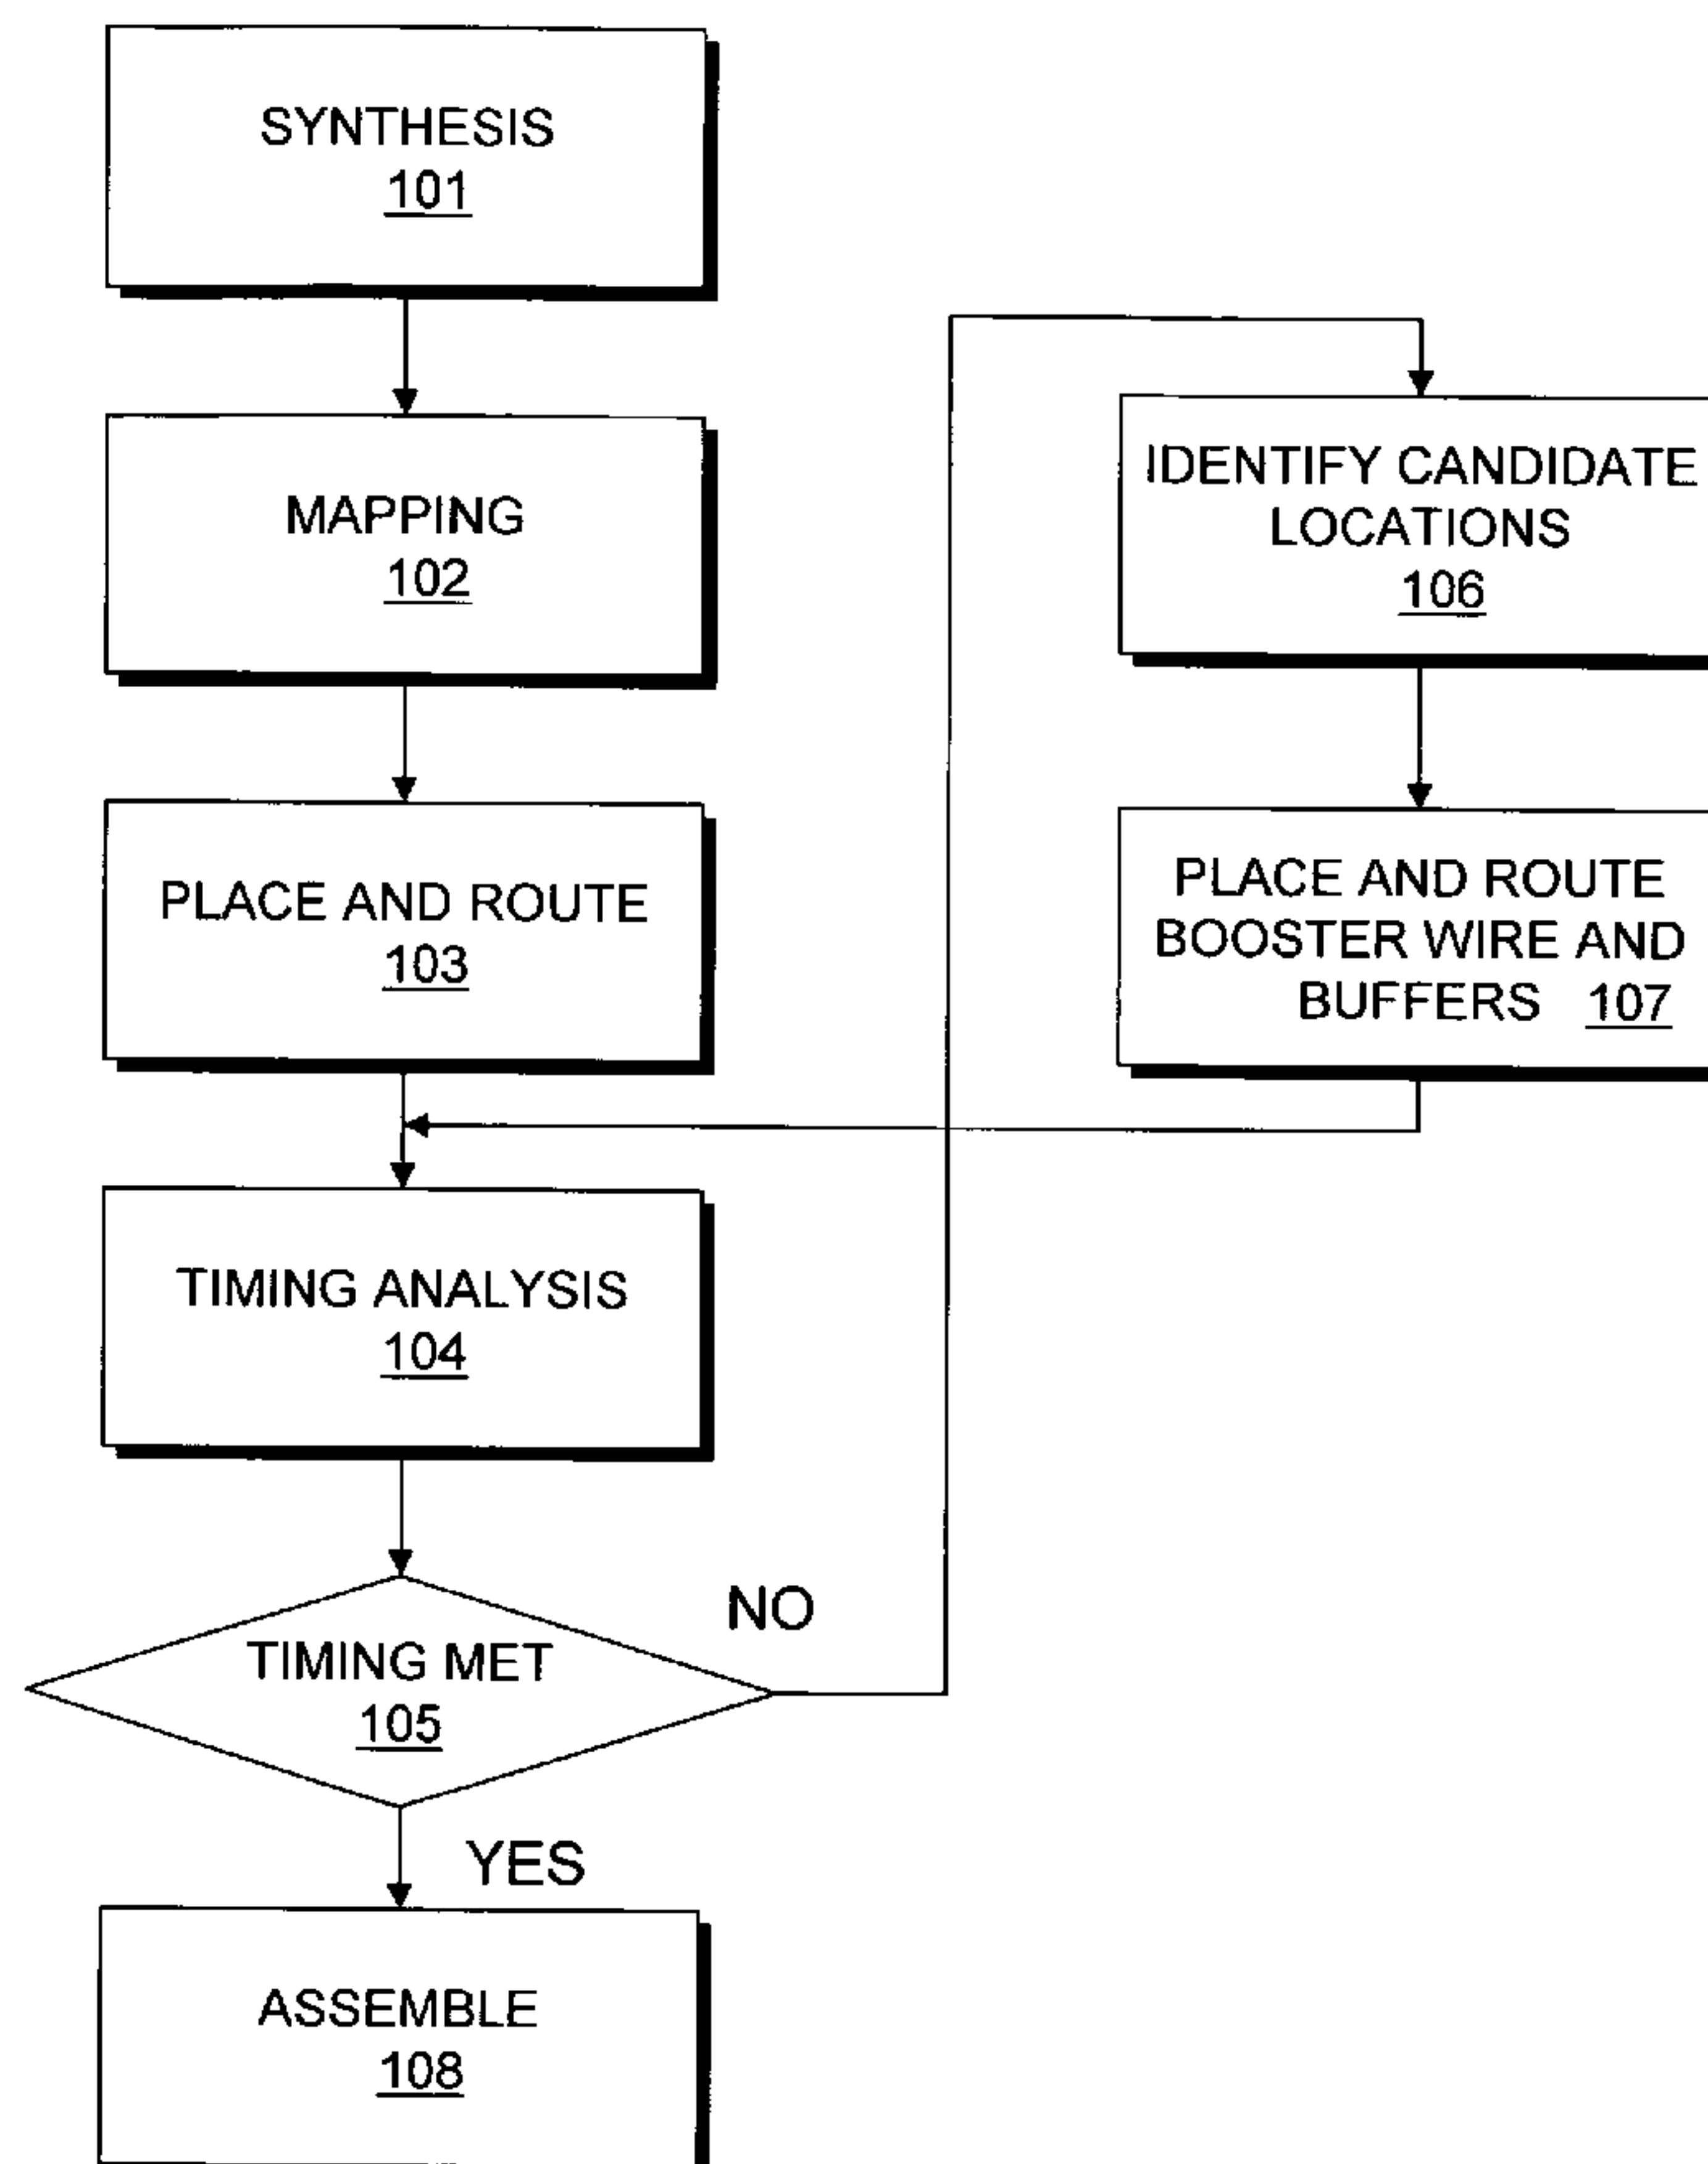 SYNTHESIS
101
MAPPING
102
PLACE AND ROUTE
103
TIMING ANALYSIS
104
TIMING MET
105
NO
YES
ASSEMBLE
108
IDENTIFY CANDIDATE
LOCATIONS
106
PLACE AND ROUTE
BOOSTER WIRE AND
BUFFERS 107